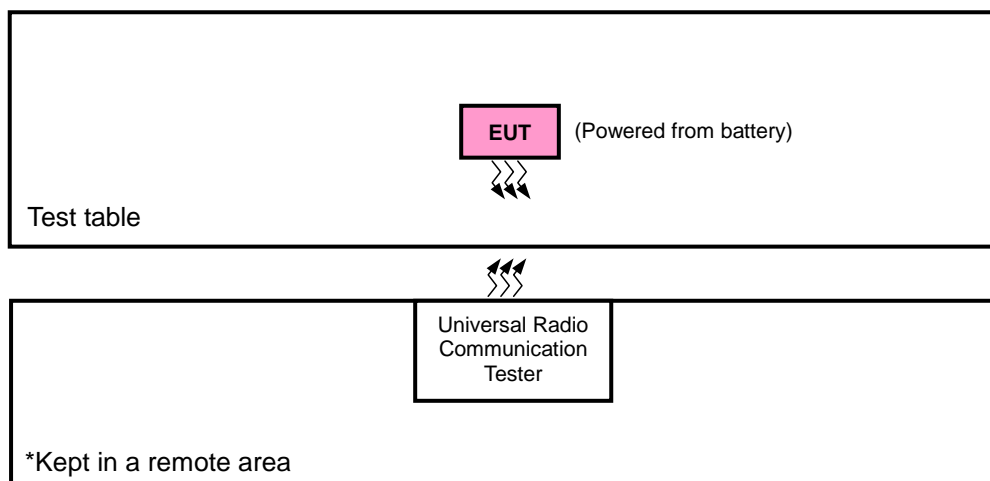 EUT
(Powered from battery)
Test table
Universal Radio
Communication
Tester
*Kept in a remote area